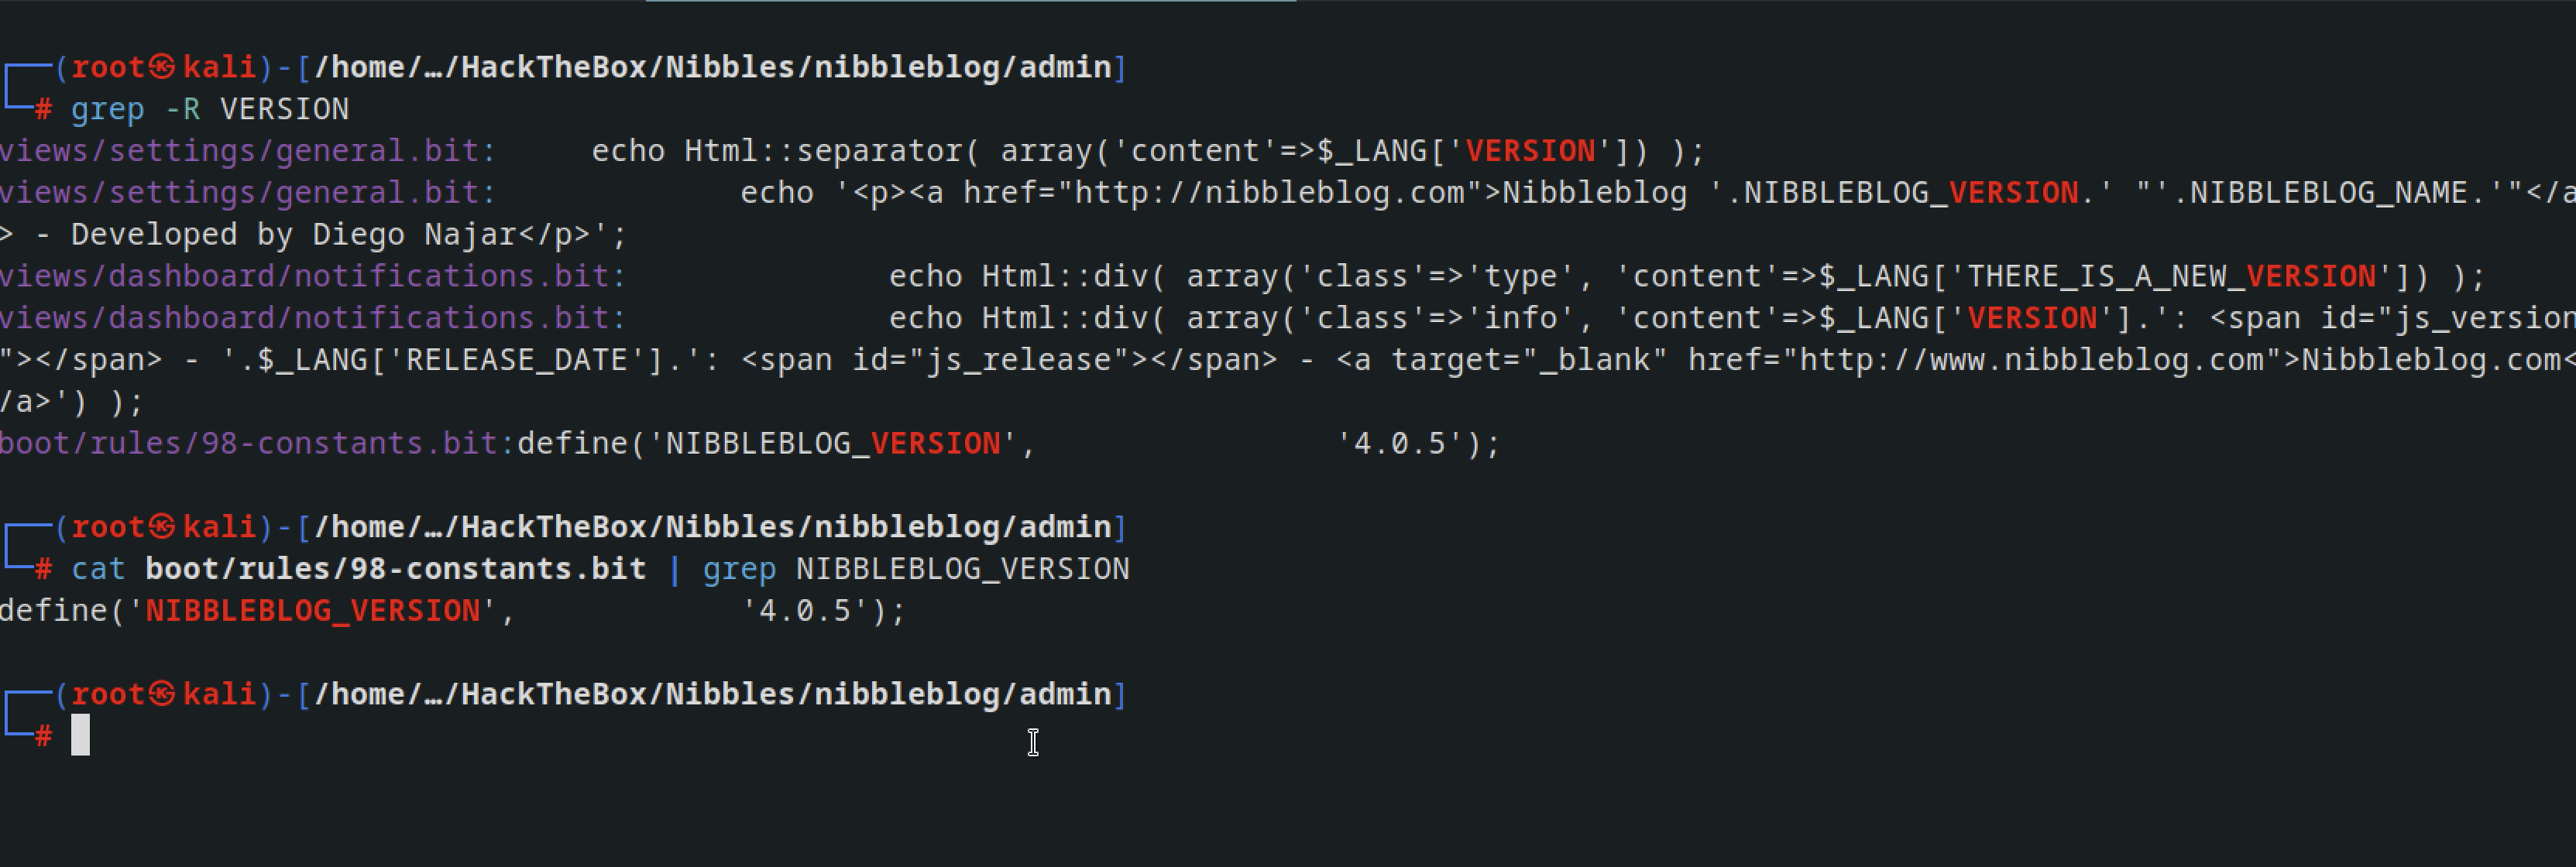 ┌──(root㉿kali)-[/home/…/HackTheBox/Nibbles/nibbleblog/admin]
└─# grep -R VERSION
views/settings/general.bit:     echo Html::separator( array('content'=>$_LANG['VERSION']) );
views/settings/general.bit:             echo '<p><a href="http://nibbleblog.com">Nibbleblog '.NIBBLEBLOG_VERSION.' "'.NIBBLEBLOG_NAME.'"</a
> - Developed by Diego Najar</p>';
views/dashboard/notifications.bit:              echo Html::div( array('class'=>'type', 'content'=>$_LANG['THERE_IS_A_NEW_VERSION']) );
views/dashboard/notifications.bit:              echo Html::div( array('class'=>'info', 'content'=>$_LANG['VERSION'].': <span id="js_version
"></span> - '.$_LANG['RELEASE_DATE'].': <span id="js_release"></span> - <a target="_blank" href="http://www.nibbleblog.com">Nibbleblog.com<
/a>') );
boot/rules/98-constants.bit:define('NIBBLEBLOG_VERSION',                '4.0.5');
┌──(root㉿kali)-[/home/…/HackTheBox/Nibbles/nibbleblog/admin]
└─# cat boot/rules/98-constants.bit | grep NIBBLEBLOG_VERSION
define('NIBBLEBLOG_VERSION',            '4.0.5');
┌──(root㉿kali)-[/home/…/HackTheBox/Nibbles/nibbleblog/admin]
└─#